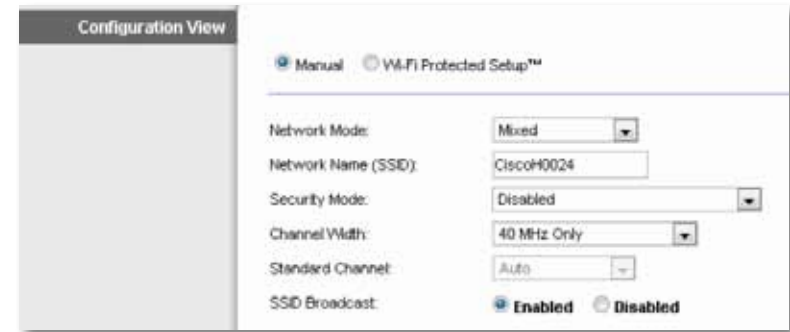 Configuration View
Manual Wi-Fi Protected Setup™
Network Mode: Mixed
Network Name (SSID): CiscoH0024
Security Mode: Disabled
Channel Width: 40 MHz Only
Standard Channel: Auto
SSID Broadcast: Enabled Disabled